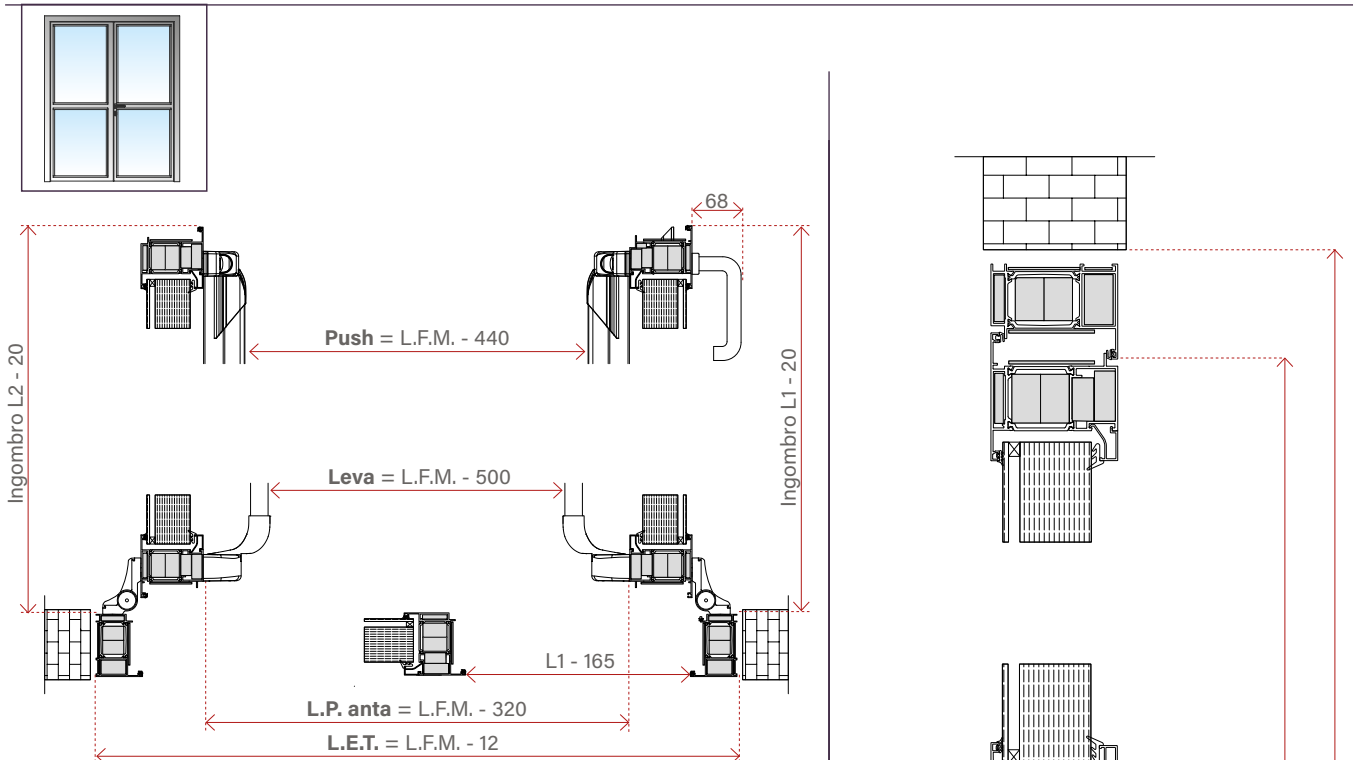 68
Push = L.F.M. - 440
Ingombro L2 - 20
Ingombro L1 - 20
Leva = L.F.M. - 500
L1 - 165
L.P. anta = L.F.M. - 320
L.E.T. = L.F.M. - 12